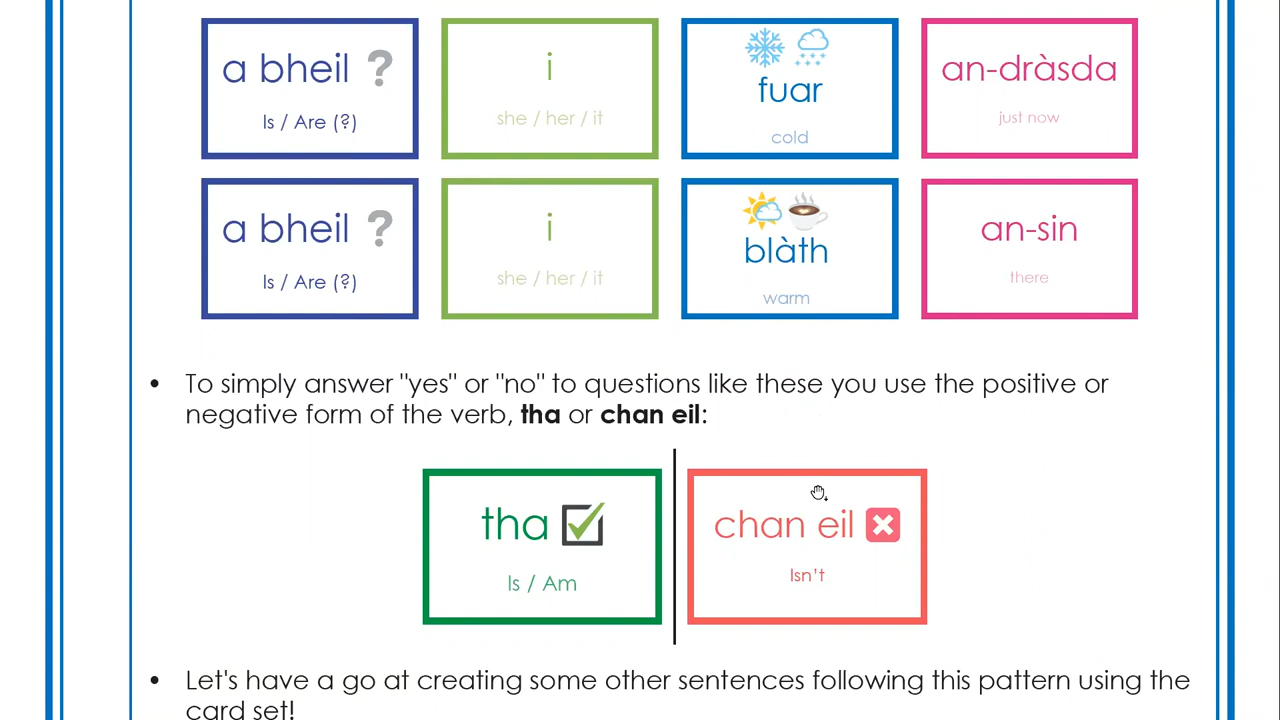 a bheil ? i fuar an-dràsda
Is / Are (?) she / her / it cold just now
a bheil ? i blàth an-sin
Is / Are (?) she / her / it warm there
• To simply answer "yes" or "no" to questions like these you use the positive or
negative form of the verb, tha or chan eil:
tha chan eil
Is / Am Isn't
• Let's have a go at creating some other sentences following this pattern using the
card set!